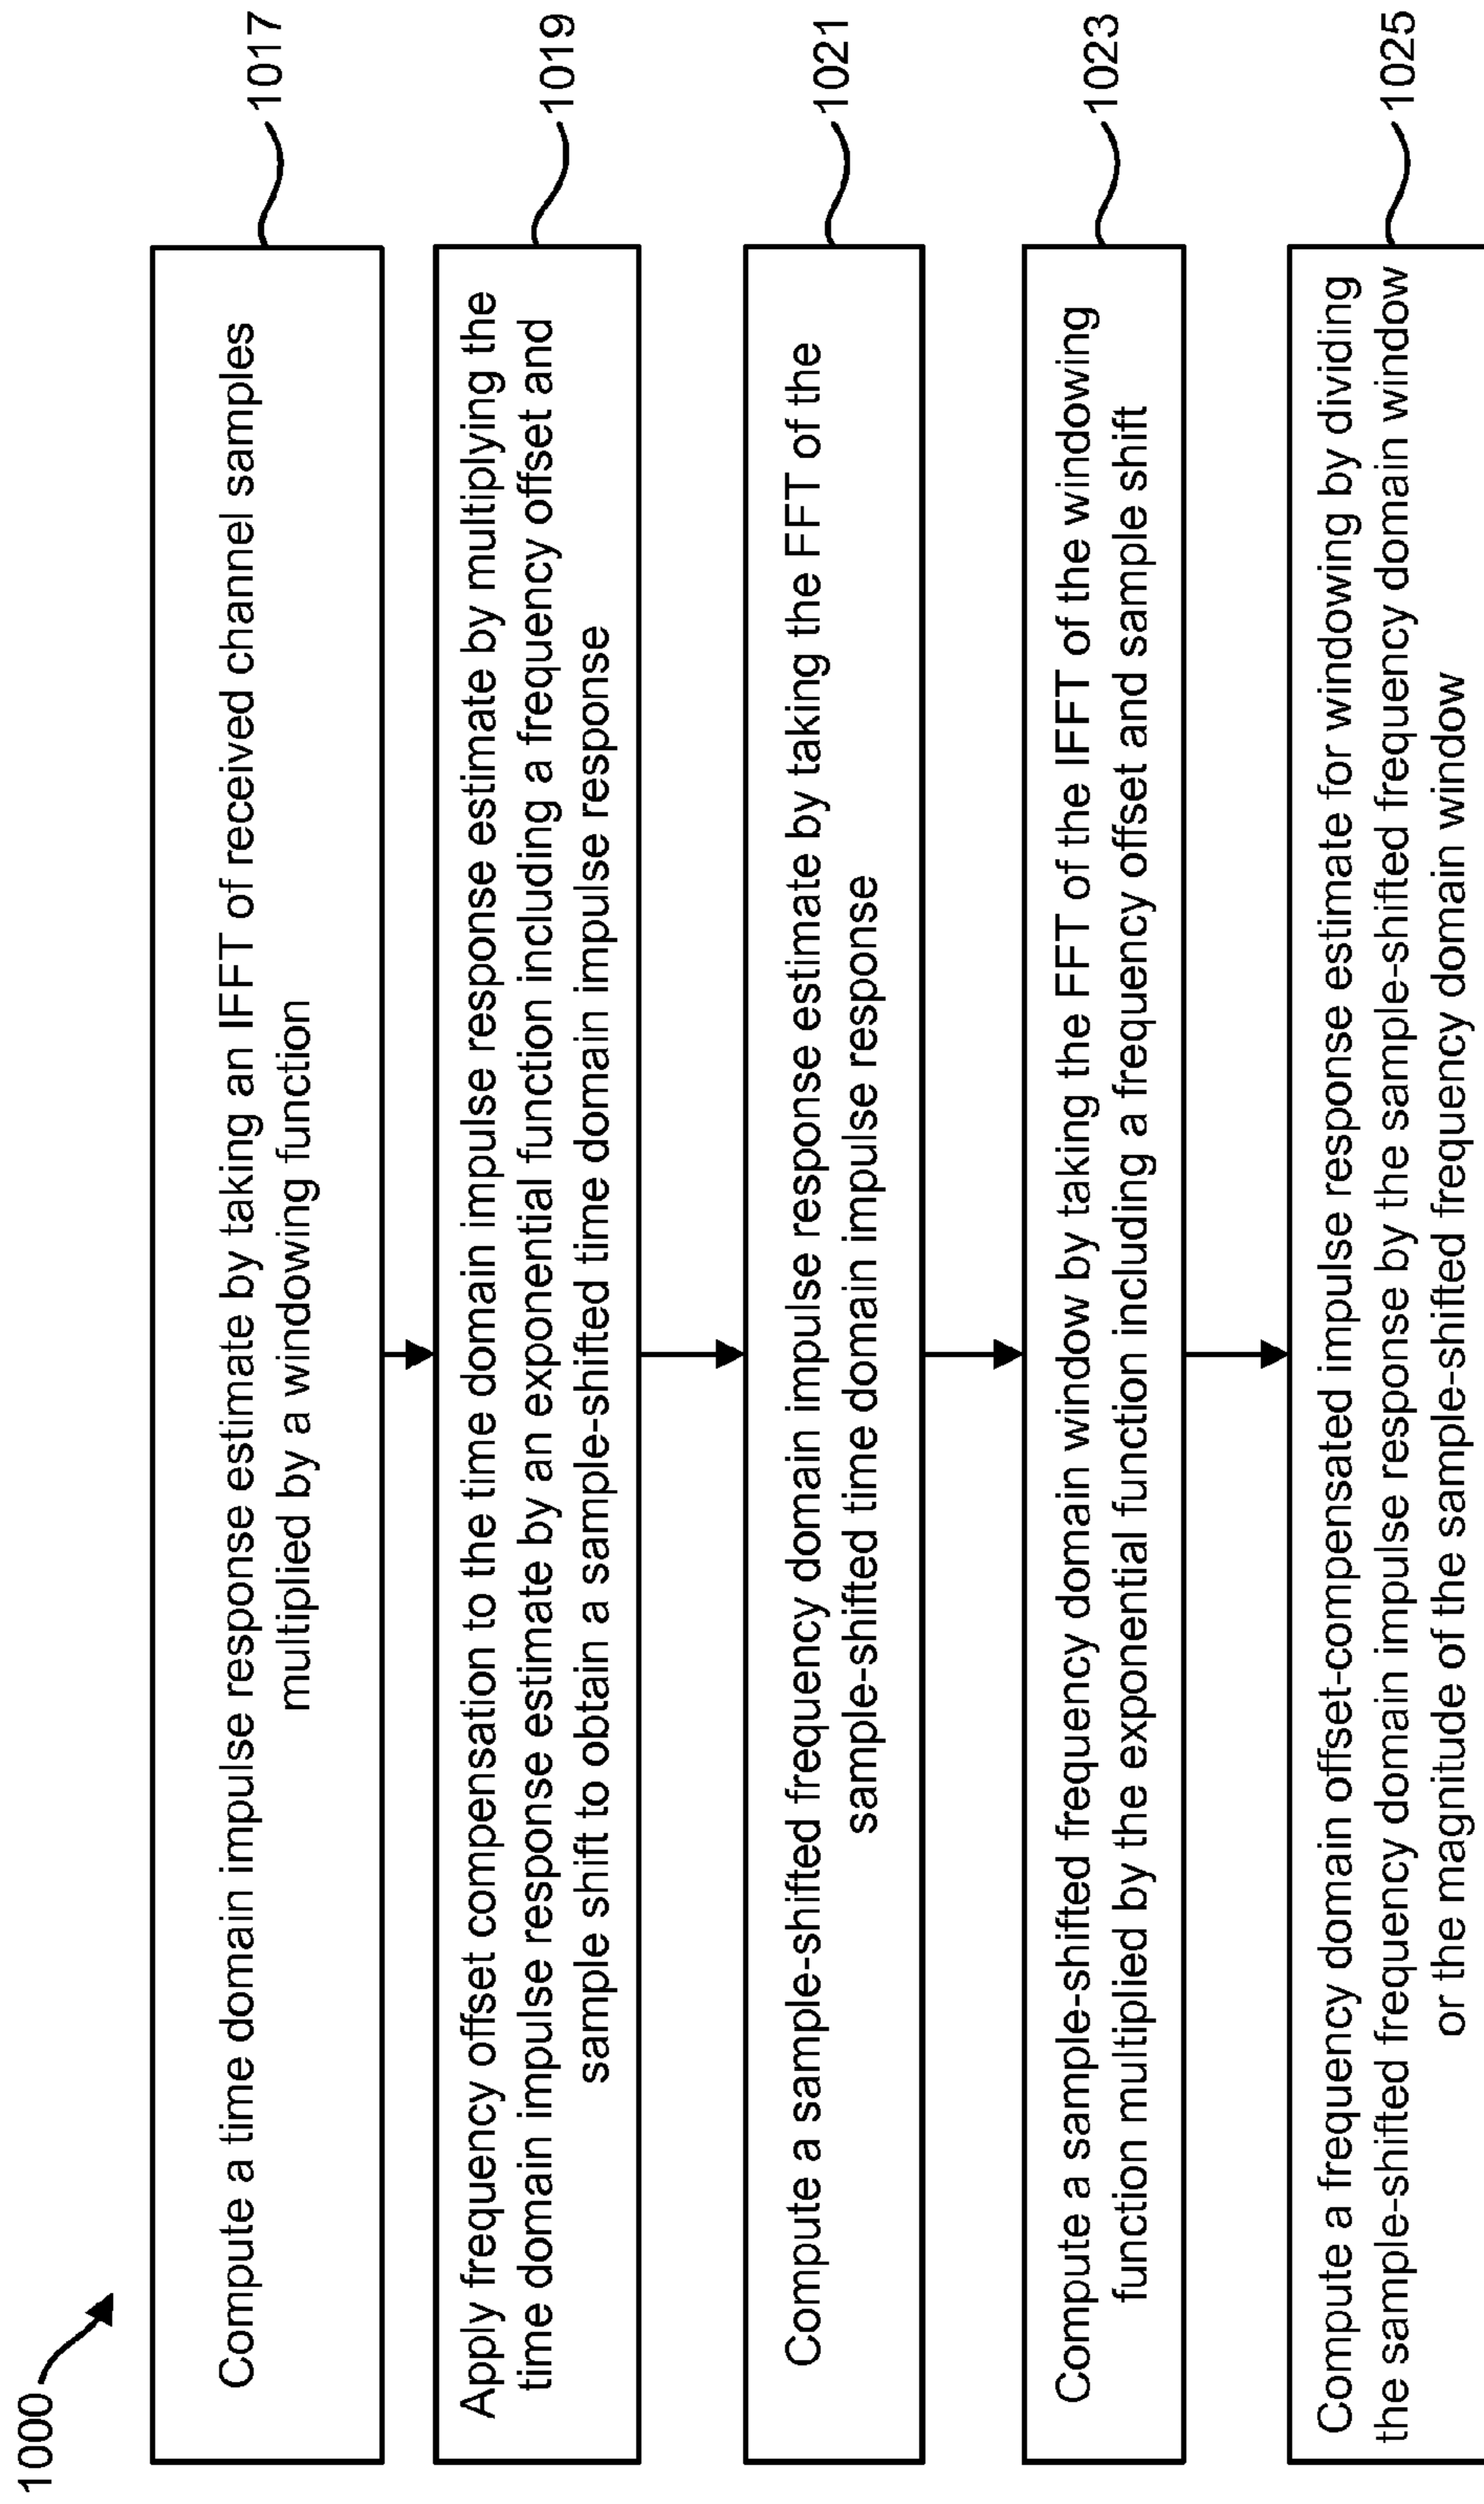 1000
Compute a time domain impulse response estimate by taking an IFFT of received channel samples
multiplied by a windowing function
1017
Apply frequency offset compensation to the time domain impulse response estimate by multiplying the
time domain impulse response estimate by an exponential function including a frequency offset and
sample shift to obtain a sample-shifted time domain impulse response
1019
Compute a sample-shifted frequency domain impulse response estimate by taking the FFT of the
sample-shifted time domain impulse response
1021
Compute a sample-shifted frequency domain window by taking the FFT of the IFFT of the windowing
function multiplied by the exponential function including a frequency offset and sample shift
1023
Compute a frequency domain offset-compensated impulse response estimate for windowing by dividing
the sample-shifted frequency domain impulse response by the sample-shifted frequency domain window
or the magnitude of the sample-shifted frequency domain window
1025